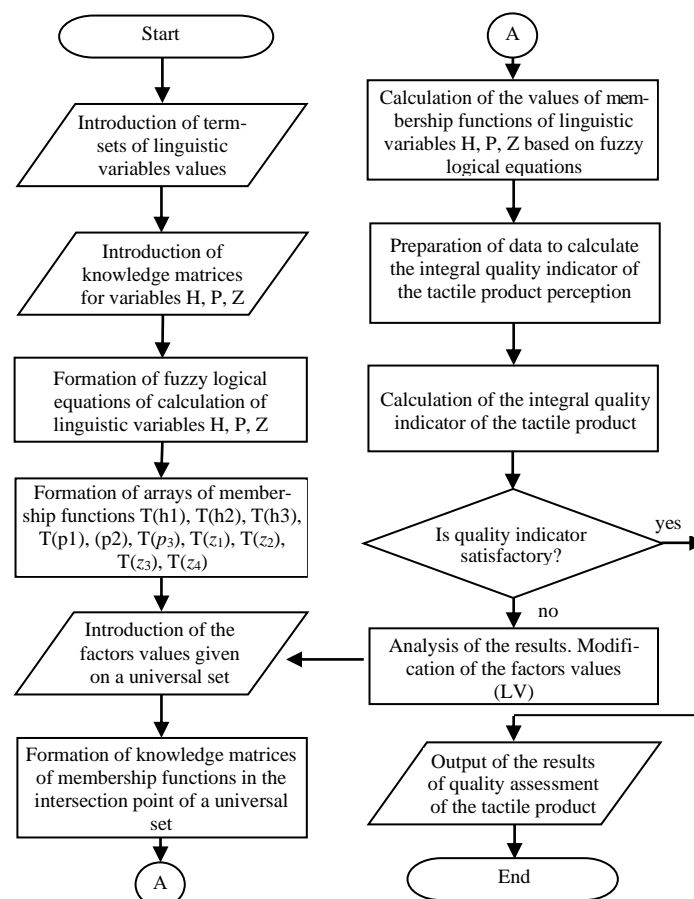 Start
Introduction of term-
sets of linguistic
variables values
Introduction of
knowledge matrices
for variables H, P, Z
Formation of fuzzy logical
equations of calculation of
linguistic variables H, P, Z
Formation of arrays of member-
ship functions T(h1), T(h2), T(h3),
T(p1), (p2), T(p₃), T(z₁), T(z₂),
T(z₃), T(z₄)
Introduction of the
factors values given
on a universal set
Formation of knowledge matrices
of membership functions in the
intersection point of a universal
set
A
A
Calculation of the values of mem-
bership functions of linguistic
variables H, P, Z based on fuzzy
logical equations
Preparation of data to calculate
the integral quality indicator of
the tactile product perception
Calculation of the integral quality
indicator of the tactile product
Is quality indicator
satisfactory?
yes
no
Analysis of the results. Modifi-
cation of the factors values
(LV)
Output of the results
of quality assessment
of the tactile product
End